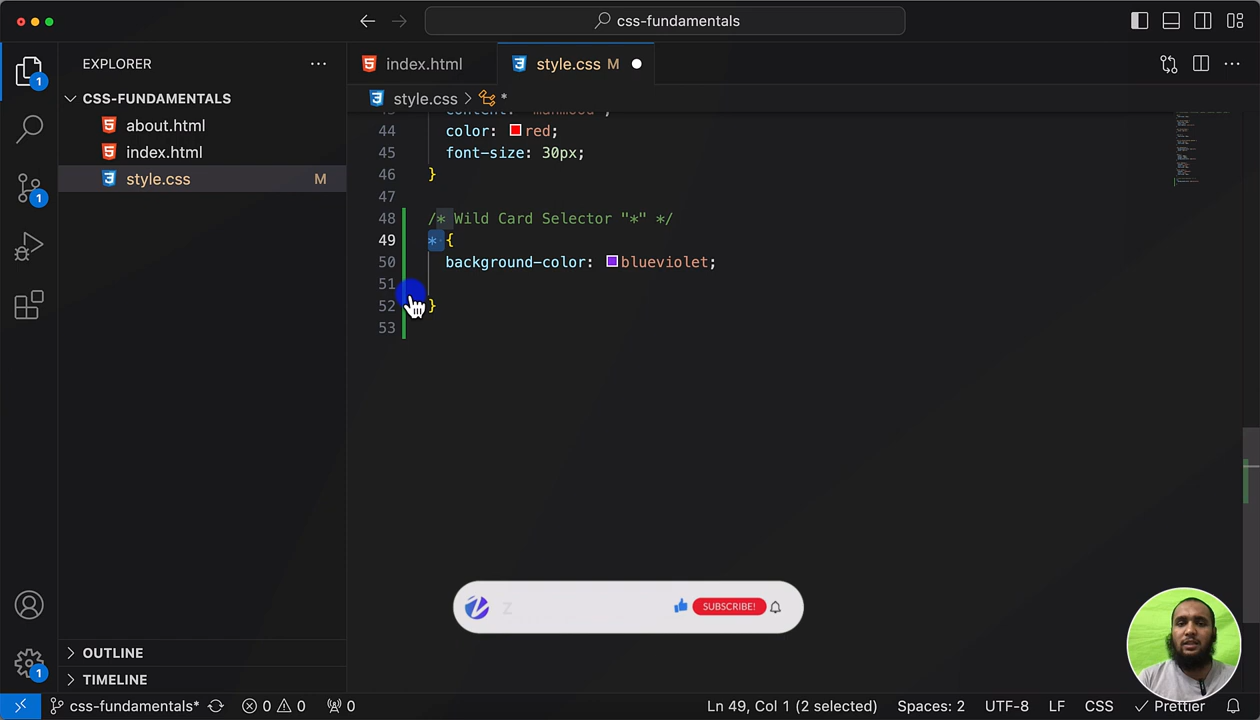 css-fundamentals
EXPLORER
CSS-FUNDAMENTALS
about.html
index.html
style.css M
OUTLINE
TIMELINE
index.html
style.css M
style.css > *
44 color: red;
45 font-size: 30px;
46 }
47
48 /* Wild Card Selector "*" */
49 * {
50 background-color: blueviolet;
51
52 }
53
Z
SUBSCRIBE!
1
1
1
css-fundamentals* 0 0 0 Ln 49, Col 1 (2 selected) Spaces: 2 UTF-8 LF CSS Prettier